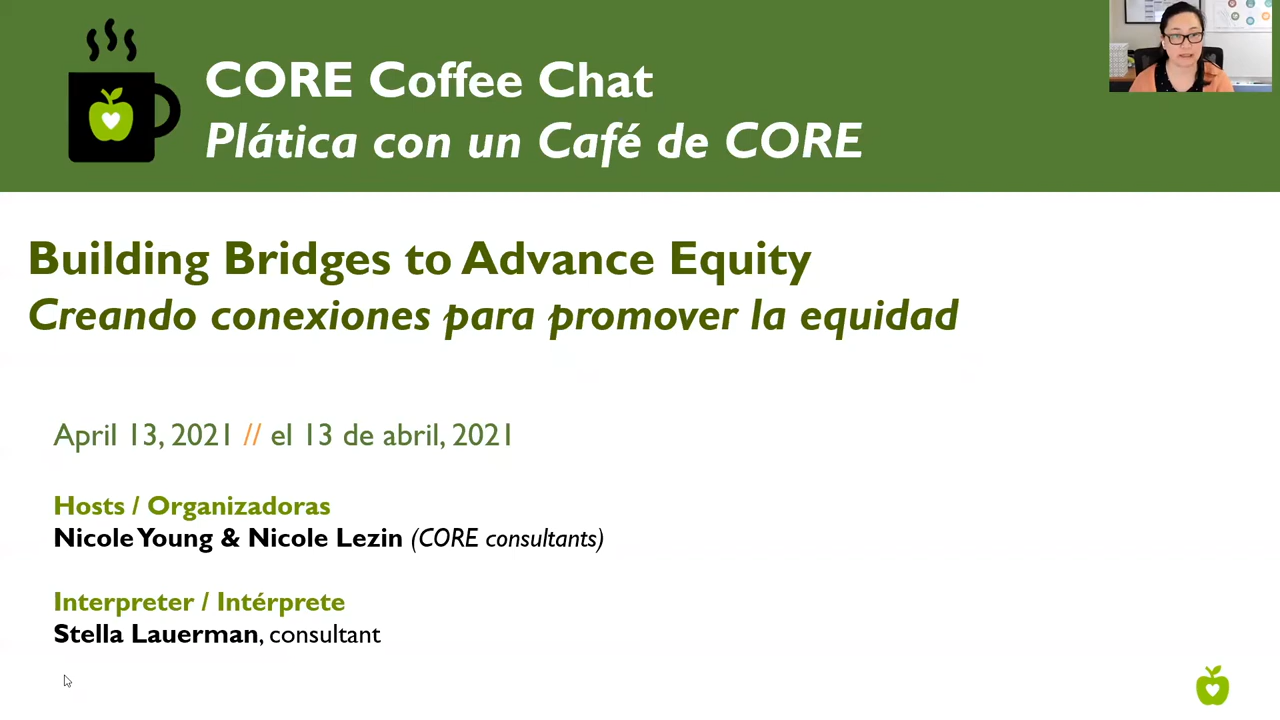 CORE Coffee Chat
Plática con un Café de CORE
Building Bridges to Advance Equity
Creando conexiones para promover la equidad
April 13, 2021 // el 13 de abril, 2021
Hosts / Organizadoras
Nicole Young & Nicole Lezin (CORE consultants)
Interpreter / Intérprete
Stella Lauerman, consultant